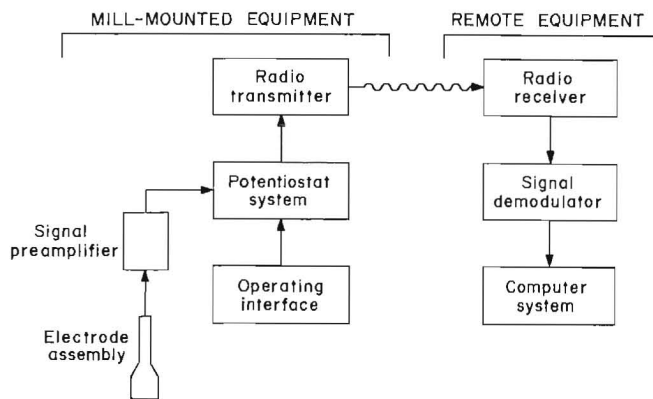 MILL-MOUNTED EQUIPMENT
REMOTE EQUIPMENT
Radio
transmitter
Radio
receiver
Potentiostat
system
Signal
demodulator
Signal
preamplifier
Operating
interface
Computer
system
Electrode
assembly